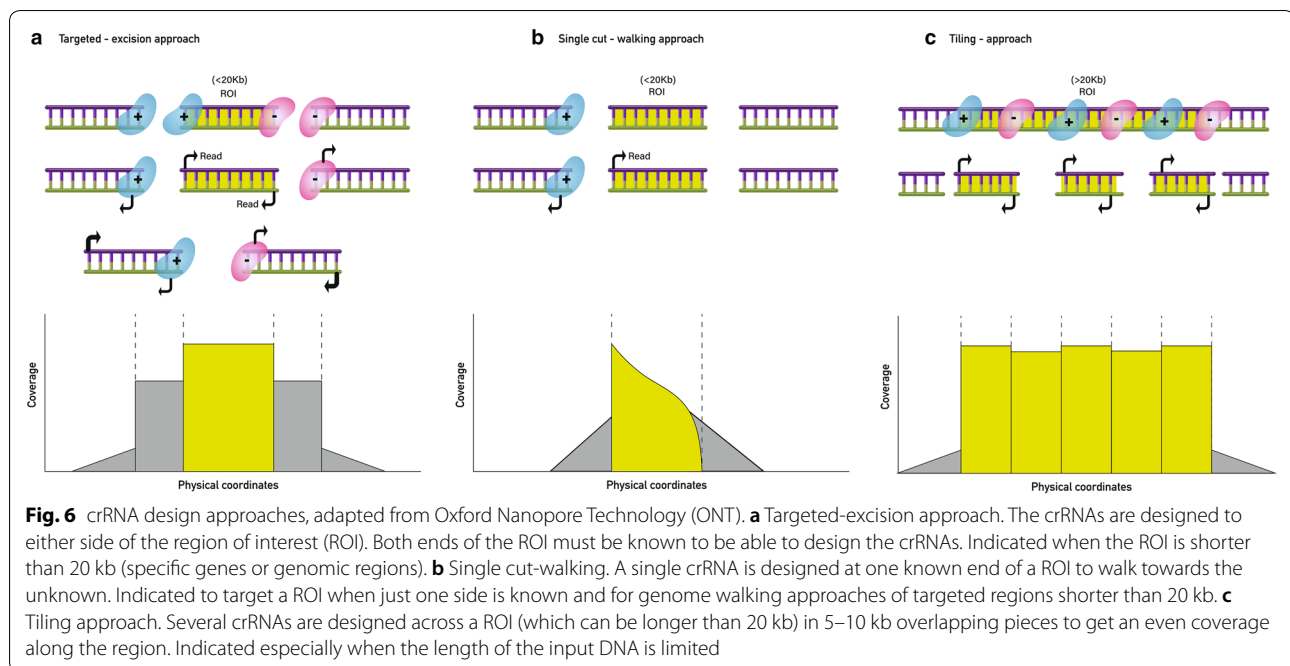 a Targeted - excision approach
(<20Kb)
ROI
+
+
-
-
Read
+
Read
-
+
-
Coverage
Physical coordinates
b Single cut - walking approach
(<20Kb)
ROI
+
Read
+
Coverage
Physical coordinates
c Tiling - approach
(>20Kb)
ROI
+
-
+
-
+
-
Coverage
Physical coordinates
Fig. 6 crRNA design approaches, adapted from Oxford Nanopore Technology (ONT). a Targeted-excision approach. The crRNAs are designed to
either side of the region of interest (ROI). Both ends of the ROI must be known to be able to design the crRNAs. Indicated when the ROI is shorter
than 20 kb (specific genes or genomic regions). b Single cut-walking. A single crRNA is designed at one known end of a ROI to walk towards the
unknown. Indicated to target a ROI when just one side is known and for genome walking approaches of targeted regions shorter than 20 kb. c
Tiling approach. Several crRNAs are designed across a ROI (which can be longer than 20 kb) in 5–10 kb overlapping pieces to get an even coverage
along the region. Indicated especially when the length of the input DNA is limited